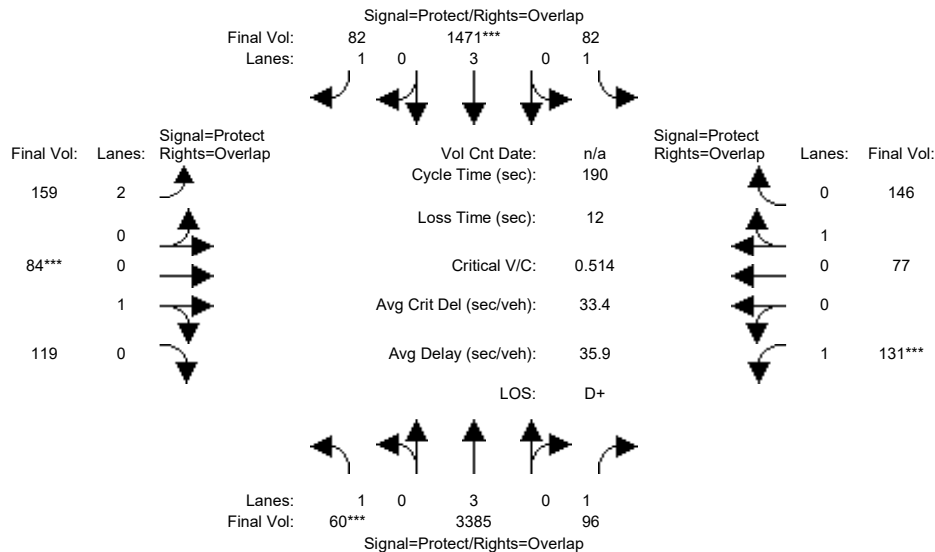 Signal=Protect/Rights=Overlap
Final Vol: 82 1471*** 82
Lanes: 1 0 3 0 1
Signal=Protect
Final Vol: Lanes: Rights=Overlap
Vol Cnt Date: n/a
Signal=Protect
Rights=Overlap Lanes: Final Vol:
Cycle Time (sec): 190
159 2
0 146
Loss Time (sec): 12
0
1
84*** 0
Critical V/C: 0.514
0 77
1
Avg Crit Del (sec/veh): 33.4
0
119 0
Avg Delay (sec/veh): 35.9
1 131***
LOS: D+
Lanes: 1 0 3 0 1
Final Vol: 60*** 3385 96
Signal=Protect/Rights=Overlap